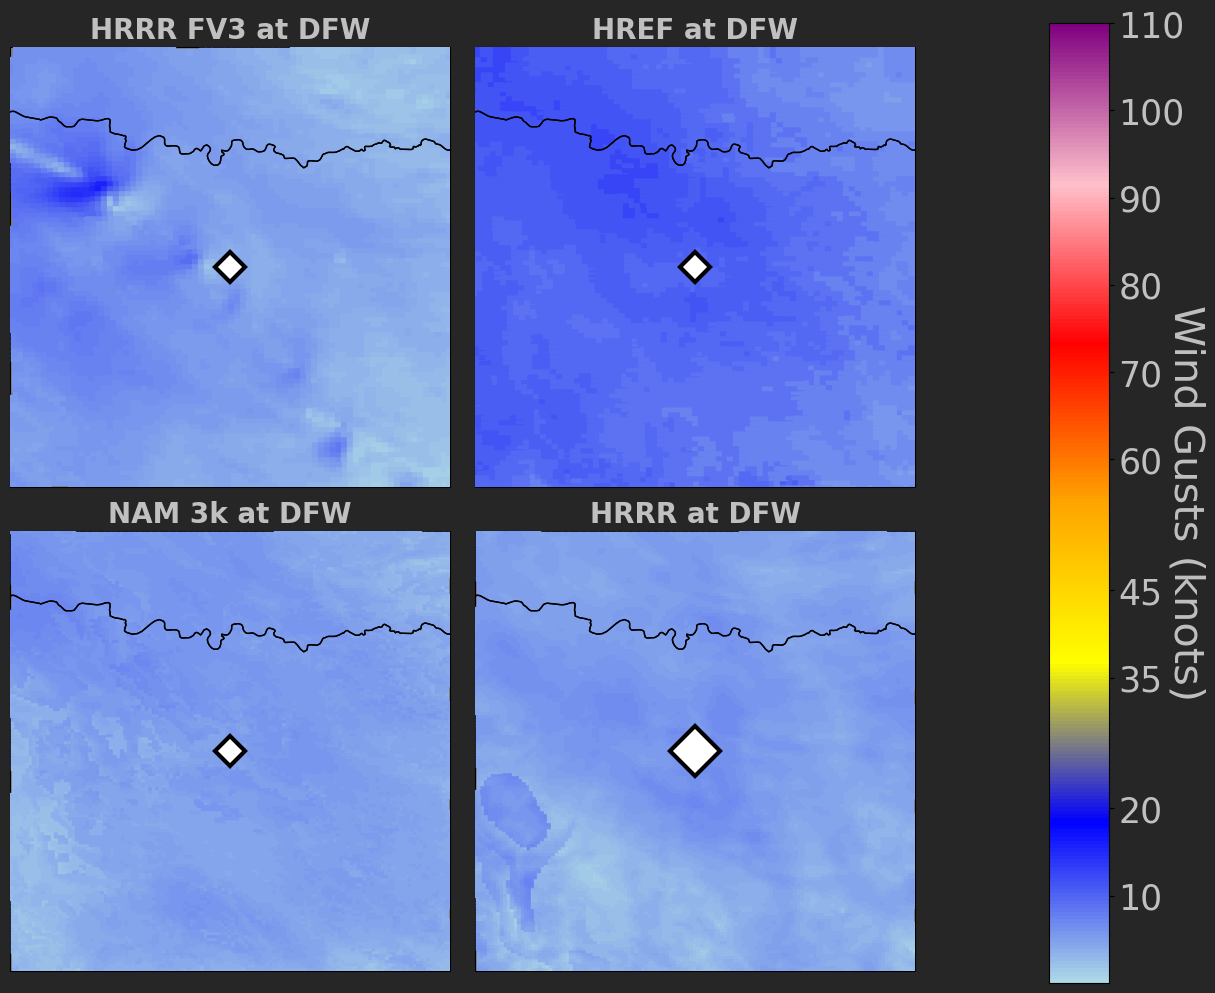 HRRR FV3 at DFW
HREF at DFW
NAM 3k at DFW
HRRR at DFW
110
100
90
80
70
60
45
35
20
10
Wind Gusts (knots)